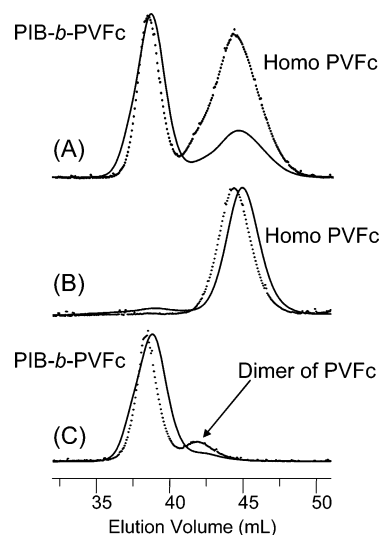 PIB-b-PVFc
Homo PVFc
(A)
Homo PVFc
(B)
PIB-b-PVFc
Dimer of PVFc
(C)
35 40 45 50
Elution Volume (mL)